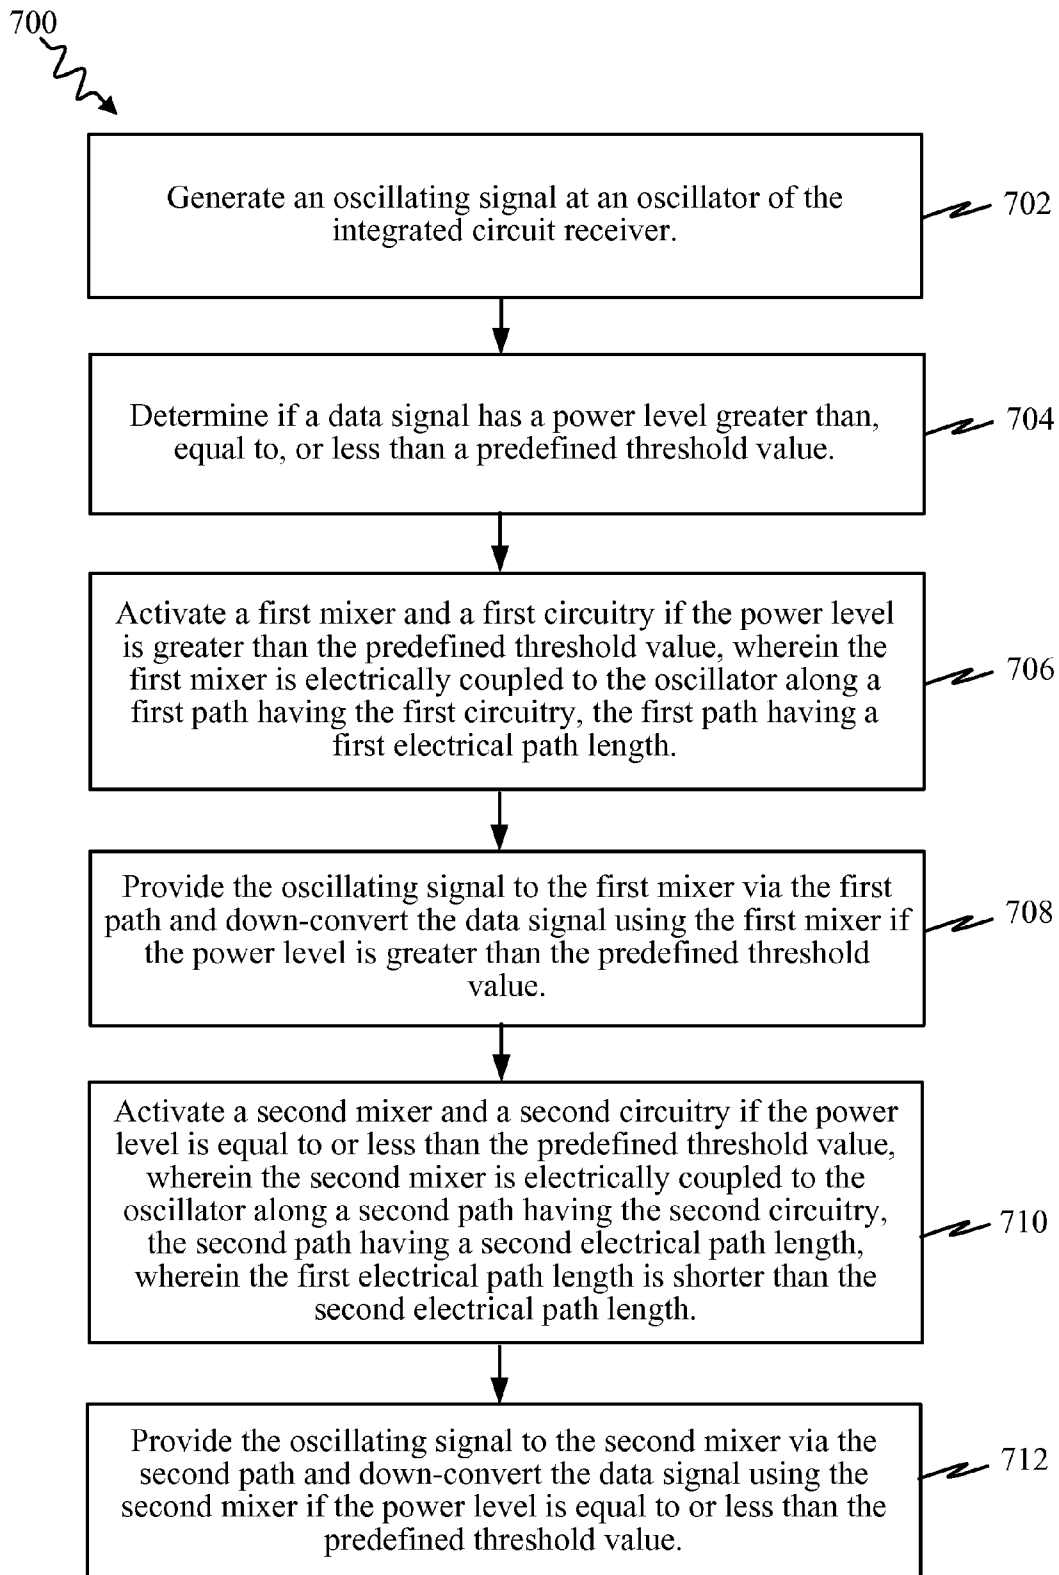 700
Generate an oscillating signal at an oscillator of the
integrated circuit receiver.
702
Determine if a data signal has a power level greater than,
equal to, or less than a predefined threshold value.
704
Activate a first mixer and a first circuitry if the power level
is greater than the predefined threshold value, wherein the
first mixer is electrically coupled to the oscillator along a
first path having the first circuitry, the first path having a
first electrical path length.
706
Provide the oscillating signal to the first mixer via the first
path and down-convert the data signal using the first mixer if
the power level is greater than the predefined threshold
value.
708
Activate a second mixer and a second circuitry if the power
level is equal to or less than the predefined threshold value,
wherein the second mixer is electrically coupled to the
oscillator along a second path having the second circuitry,
the second path having a second electrical path length,
wherein the first electrical path length is shorter than the
second electrical path length.
710
Provide the oscillating signal to the second mixer via the
second path and down-convert the data signal using the
second mixer if the power level is equal to or less than the
predefined threshold value.
712